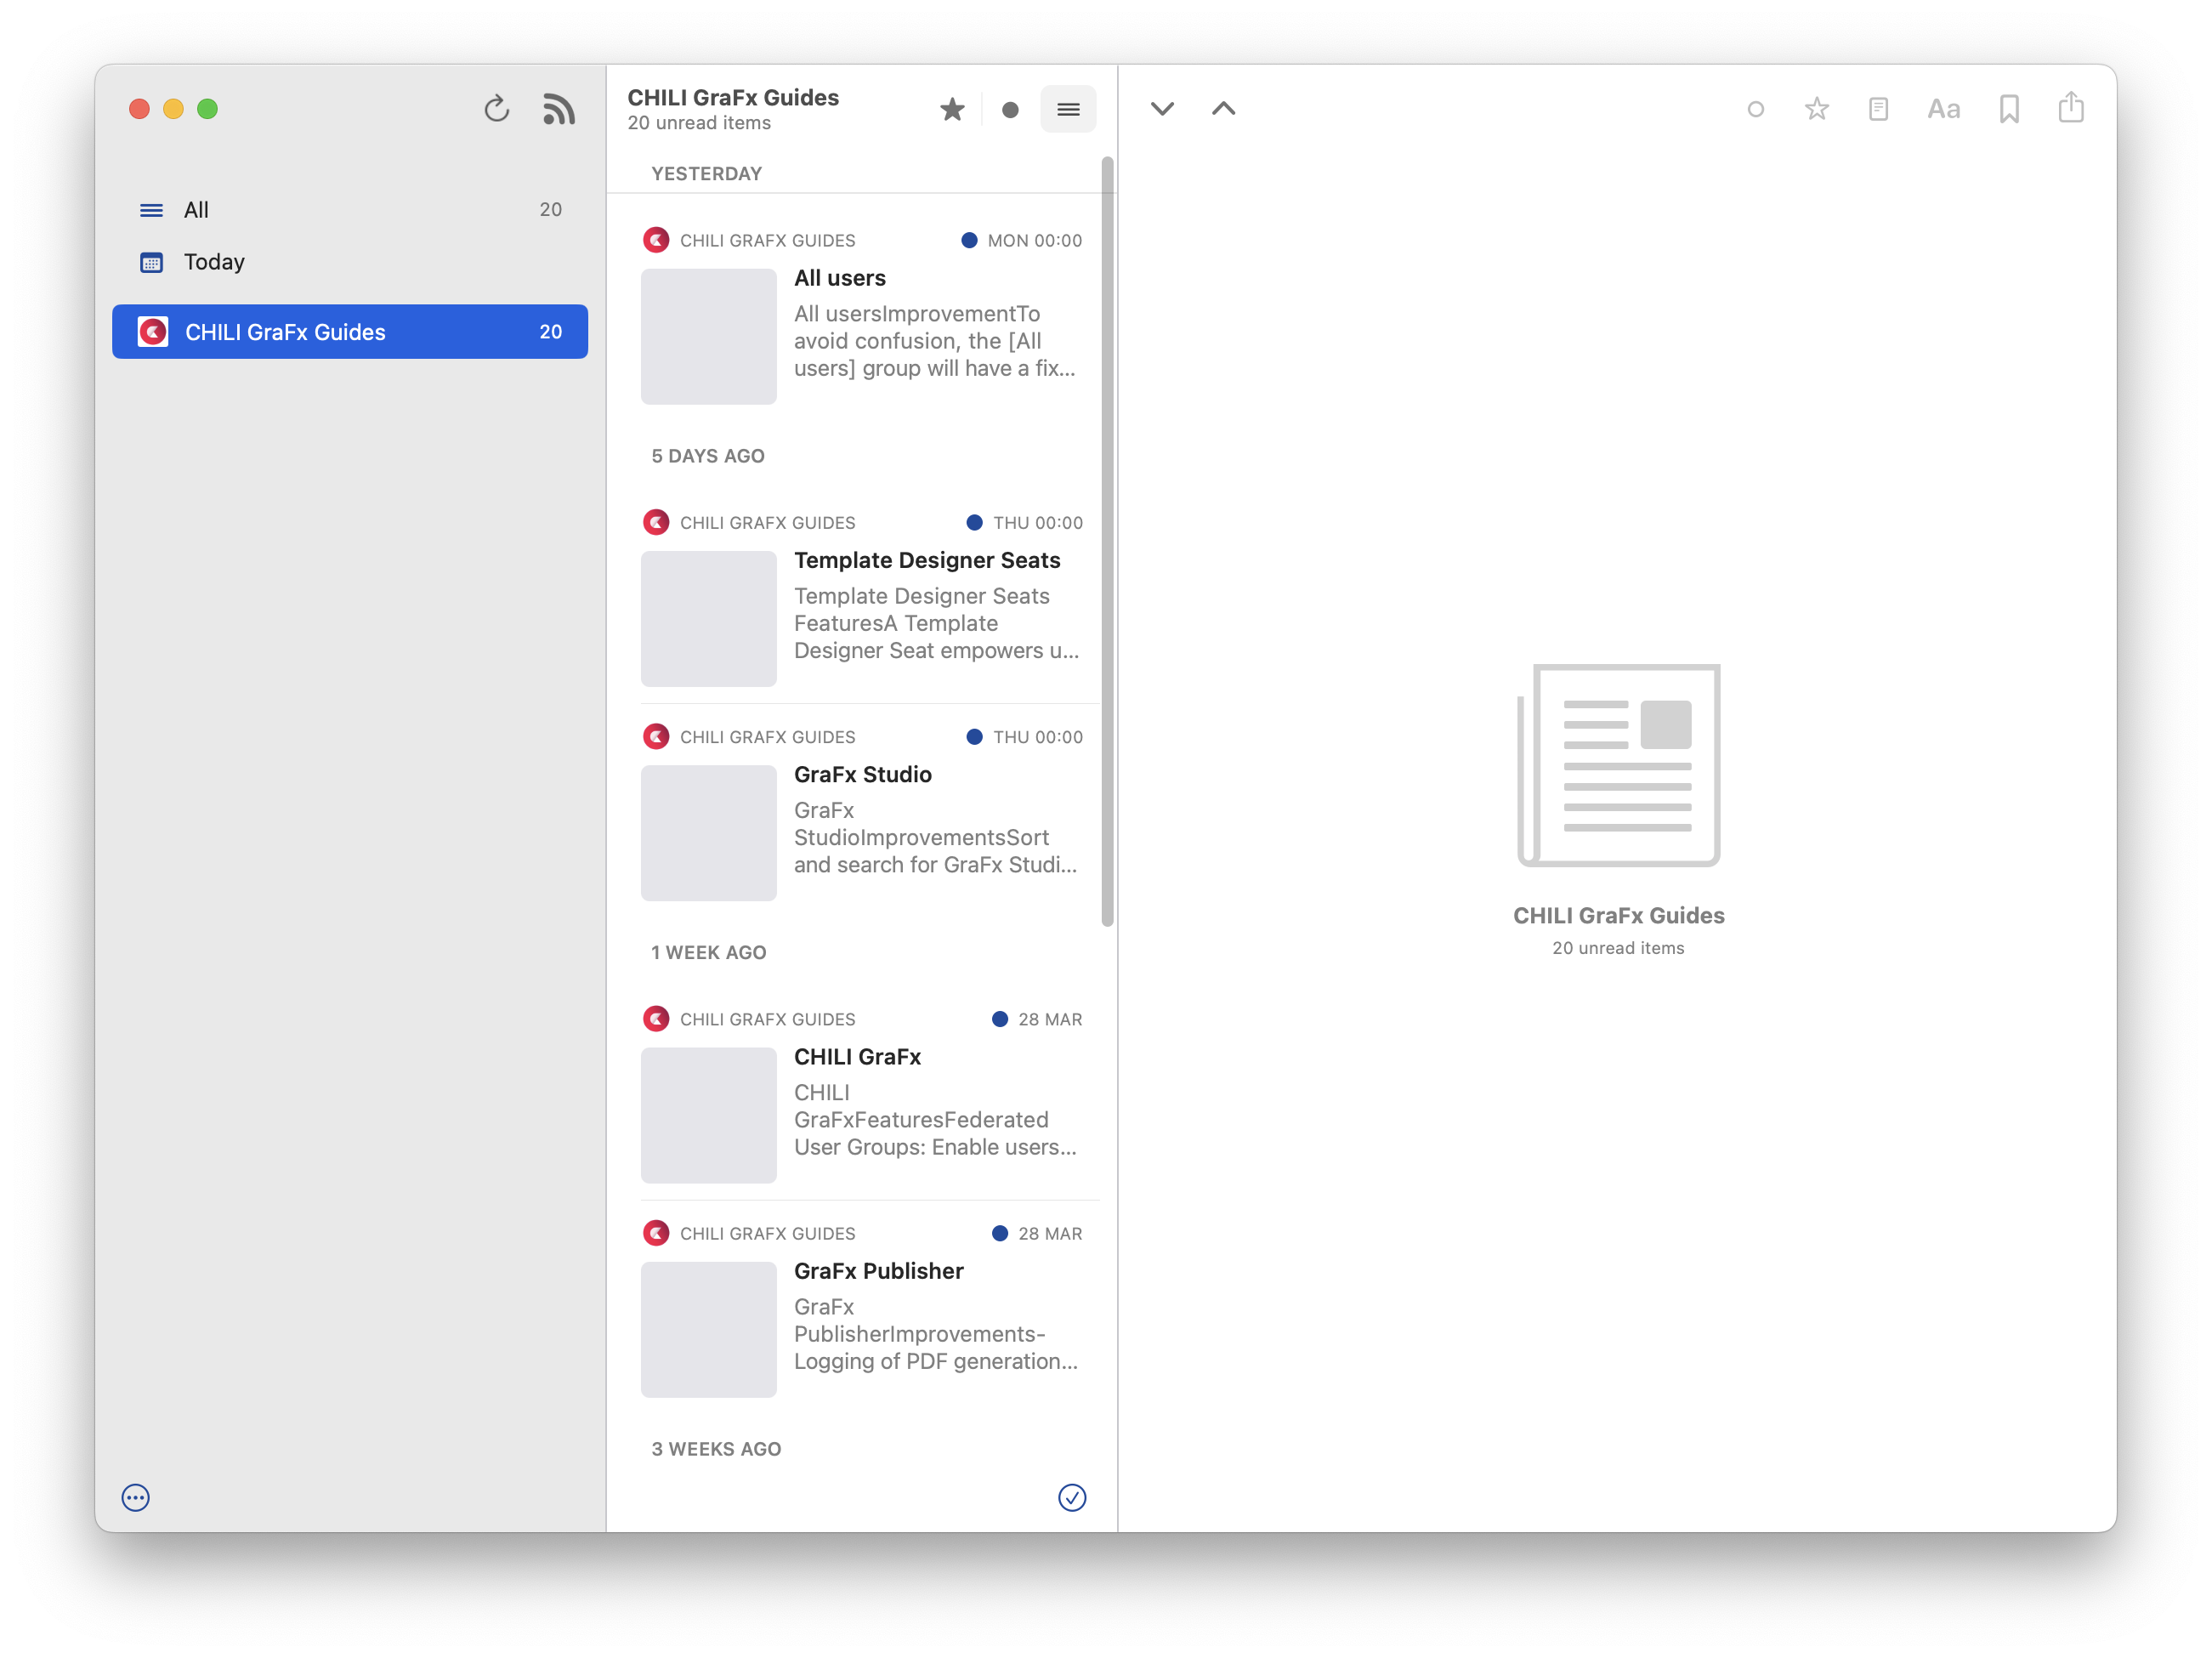 All 20
Today
CHILI GraFx Guides 20
CHILI GraFx Guides
20 unread items
YESTERDAY
CHILI GRAFX GUIDES MON 00:00
All users
All usersImprovementTo
avoid confusion, the [All
users] group will have a fix...
5 DAYS AGO
CHILI GRAFX GUIDES THU 00:00
Template Designer Seats
Template Designer Seats
FeaturesA Template
Designer Seat empowers u...
CHILI GRAFX GUIDES THU 00:00
GraFx Studio
GraFx
StudioImprovementsSort
and search for GraFx Studi...
1 WEEK AGO
CHILI GRAFX GUIDES 28 MAR
CHILI GraFx
CHILI
GraFxFeaturesFederated
User Groups: Enable users...
CHILI GRAFX GUIDES 28 MAR
GraFx Publisher
GraFx
PublisherImprovements-
Logging of PDF generation...
3 WEEKS AGO
Aa
CHILI GraFx Guides
20 unread items